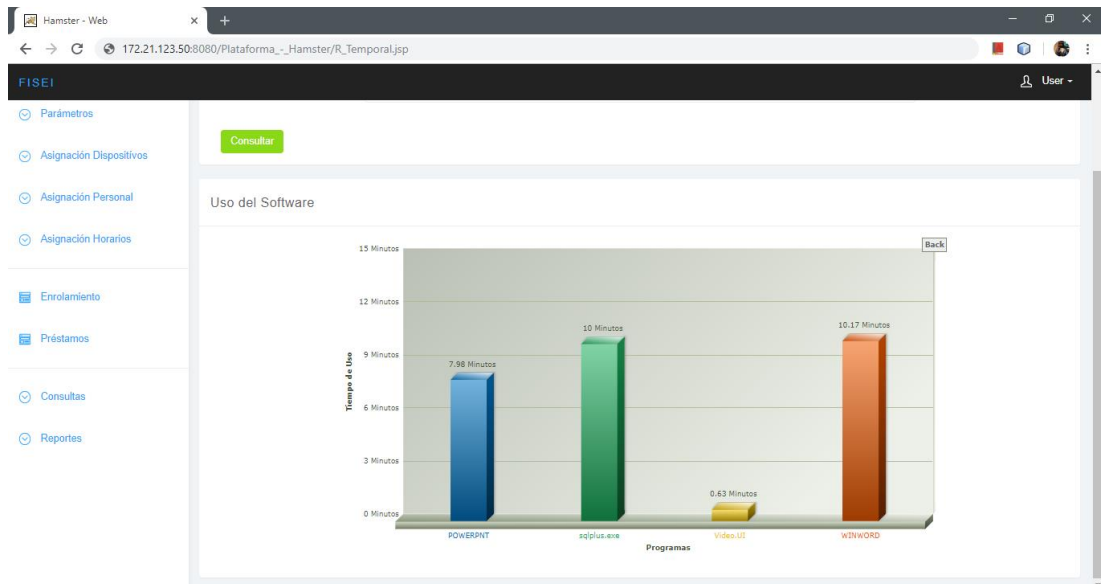 Hamster - Web
172.21.123.50:8080/Plataforma_-_Hamster/R_Temporal.jsp
FISEI
User
Parámetros
Asignación Dispositivos
Asignación Personal
Asignación Horarios
Enrolamiento
Préstamos
Consultas
Reportes
Consultar
Uso del Software
Back
15 Minutos
12 Minutos
9 Minutos
6 Minutos
3 Minutos
0 Minutos
Tiempo de Uso
7.98 Minutos
10 Minutos
0.63 Minutos
10.17 Minutos
POWERPNT
sqlplus.exe
Video.UI
WINWORD
Programas